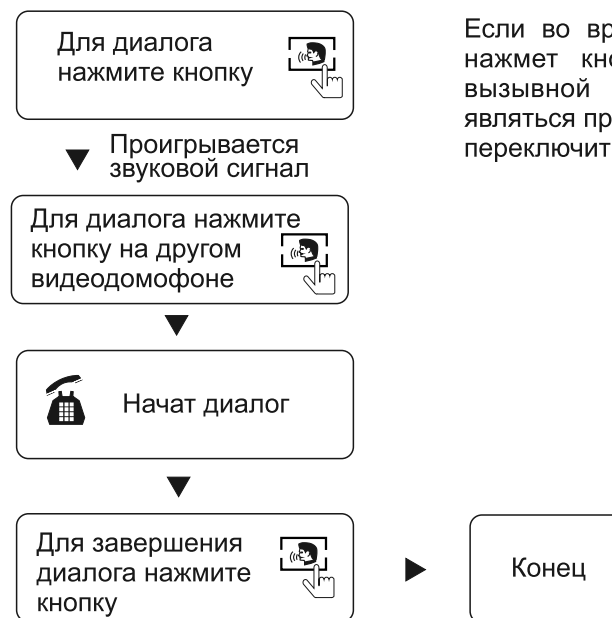 Для диалога
нажмите кнопку
Проигрывается
звуковой сигнал
Для диалога нажмите
кнопку на другом
видеодомофоне
Начат диалог
Для завершения
диалога нажмите
кнопку
Конец
Если во вр
нажмет кно
вызывной
являться пр
переключит